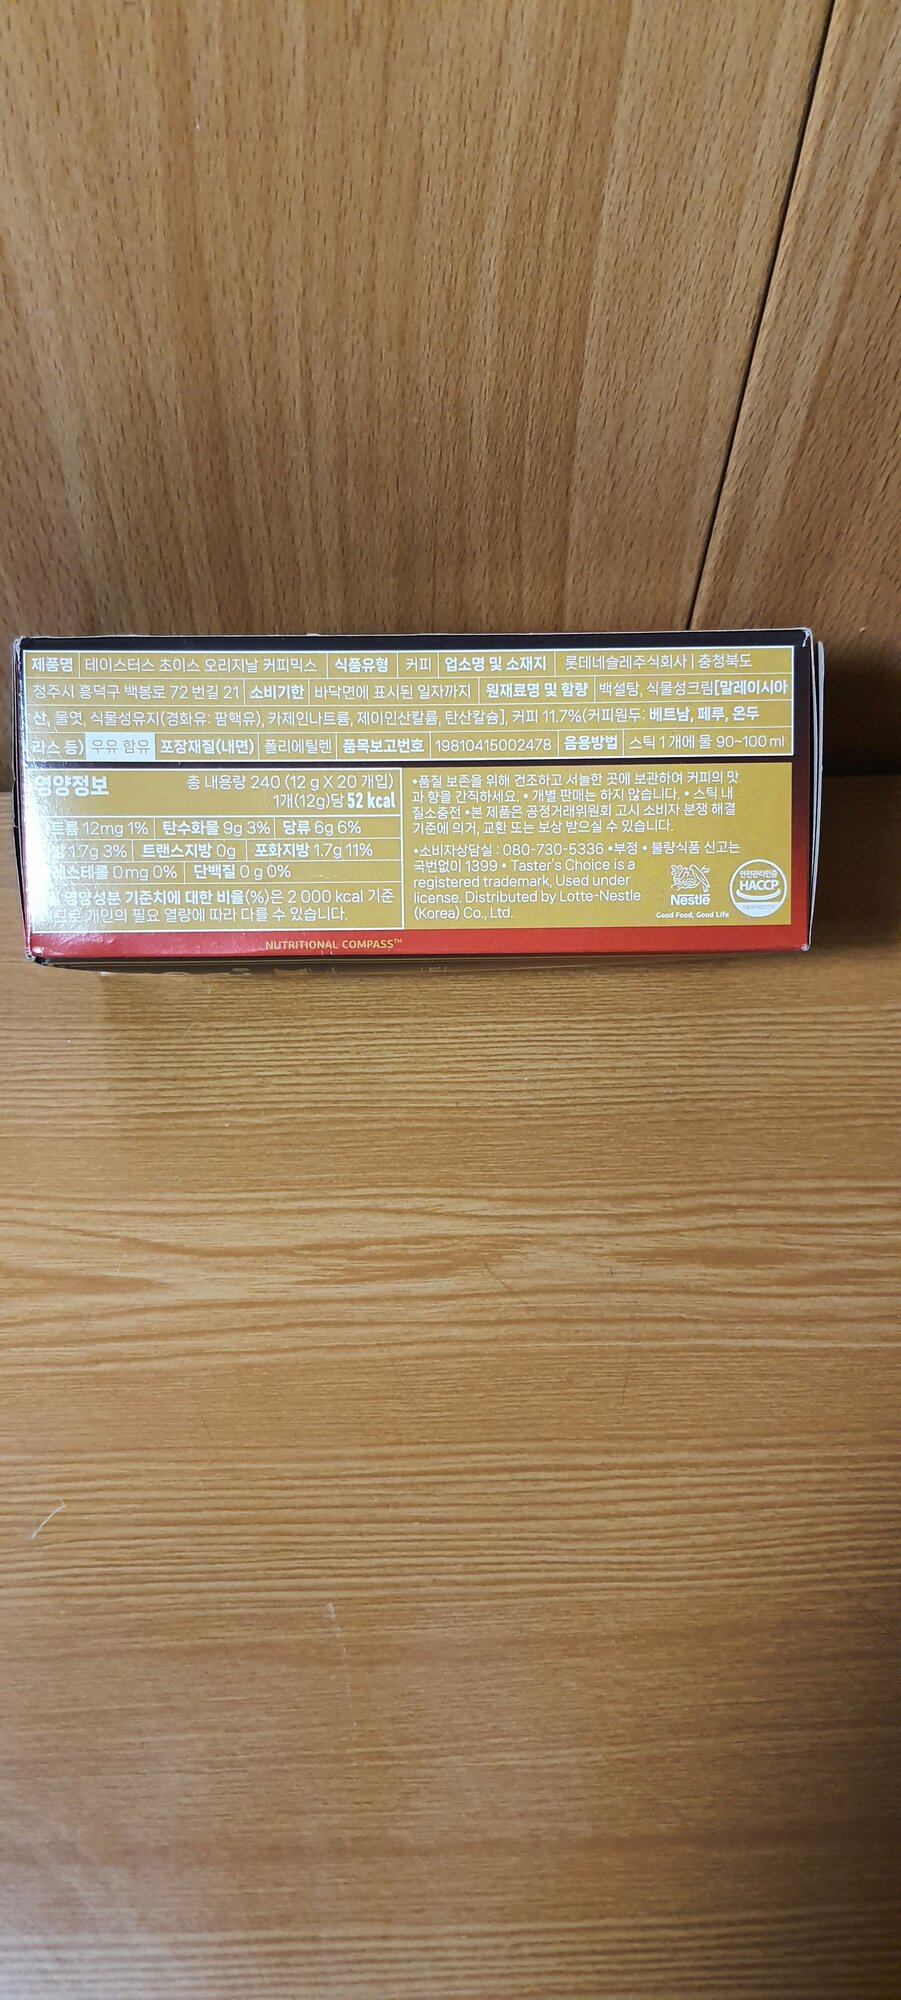 제품명 테이스터스 초이스 오리지날 커피믹스 식품유형 커피 업소명 및 소재지 롯데네슬레주식회사 | 충청북도
청주시 흥덕구 백봉로 72 번길 21 소비기한 바닥면에 표시된 일자까지 원재료명 및 함량 백설탕, 식물성크림[말레이시아
산, 물엿, 식물성유지(경화유: 팜핵유), 카제인나트륨, 제이인산칼륨, 탄산칼슘], 커피 11.7%(커피원두: 베트남, 페루, 온두
라스 등) 우유 함유 포장재질(내면) 폴리에틸렌 품목보고번호 19810415002478 음용방법 스틱 1 개에 물 90~100 ml
영양정보 총 내용량 240 (12 g X 20 개입)
1개(12g)당 52 kcal
트륨 12mg 1% 탄수화물 9g 3% 당류 6g 6%
1.7g 3% 트랜스지방 0g 포화지방 1.7g 11%
스테롤 0 mg 0% 단백질 0 g 0%
영양성분 기준치에 대한 비율(%)은 2 000 kcal 기준
이므로 개인의 필요 열량에 따라 다를 수 있습니다.
•품질 보존을 위해 건조하고 서늘한 곳에 보관하여 커피의 맛
과 향을 간직하세요. • 개별 판매는 하지 않습니다. • 스틱 내
질소충전 •본 제품은 공정거래위원회 고시 소비자 분쟁 해결
기준에 의거, 교환 또는 보상 받으실 수 있습니다.
•소비자상담실 : 080-730-5336 •부정 • 불량식품 신고는
국번없이 1399 • Taster's Choice is a
registered trademark, Used under
license. Distributed by Lotte-Nestle
(Korea) Co., Ltd.
Nestlé
Good Food, Good Life
안전관리인증
HACCP
NUTRITIONAL COMPASS™